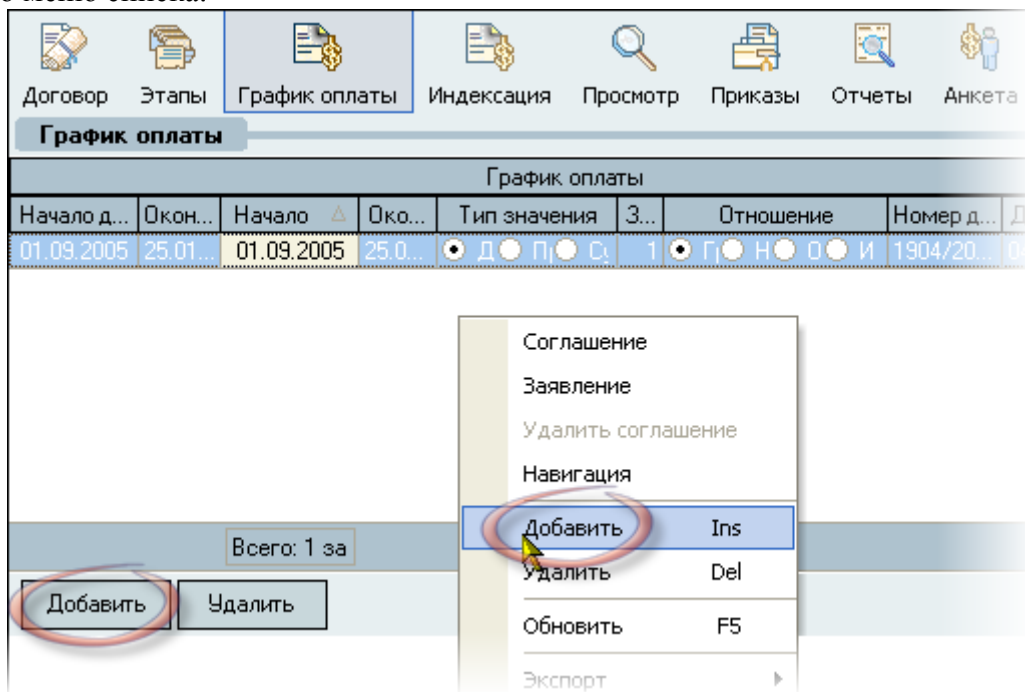 меню списка.
Договор Этапы График оплаты Индексация Просмотр Приказы Отчеты Анкета
График оплаты
График оплаты
Начало д... Окон... Начало Око... Тип значения З... Отношение Номер д...
01.09.2005 25.01... 01.09.2005 25.0... Д П С 1 Г Н О И 1904/20...
Соглашение
Заявление
Удалить соглашение
Навигация
Добавить Ins
Всего: 1 за
Удалить Del
Добавить Удалить
Обновить F5
Экспорт